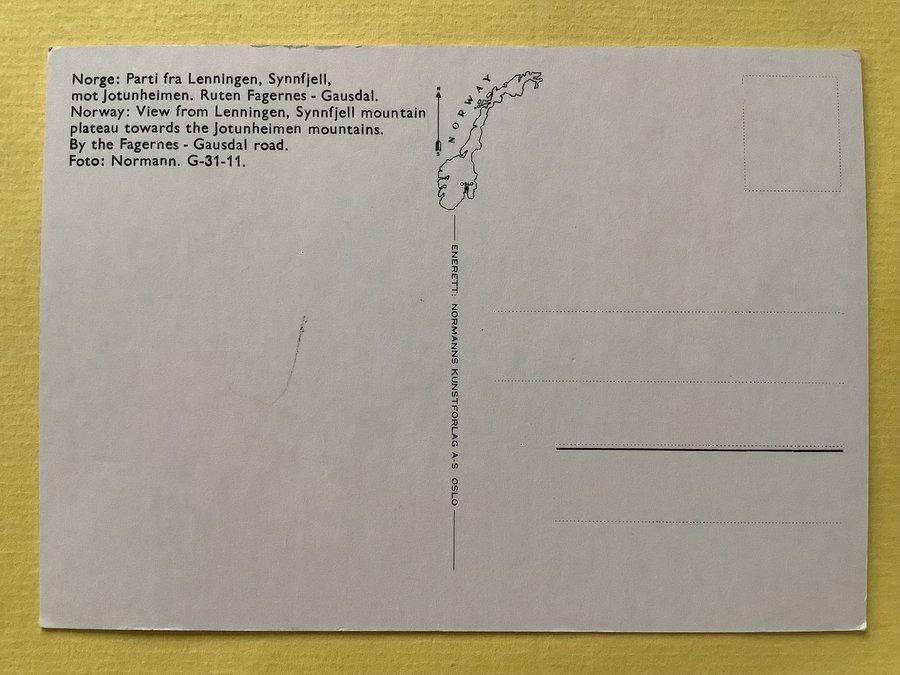 Norge: Parti fra Lenningen, Synnfjell,
mot Jotunheimen. Ruten Fagernes - Gausdal.
Norway: View from Lenningen, Synnfjell mountain
plateau towards the Jotunheimen mountains.
By the Fagernes - Gausdal road.
Foto: Normann. G-31-11.
NORWAY
S
OSLO
ENERETT: NORMANNS KUNSTFORLAG A-S OSLO